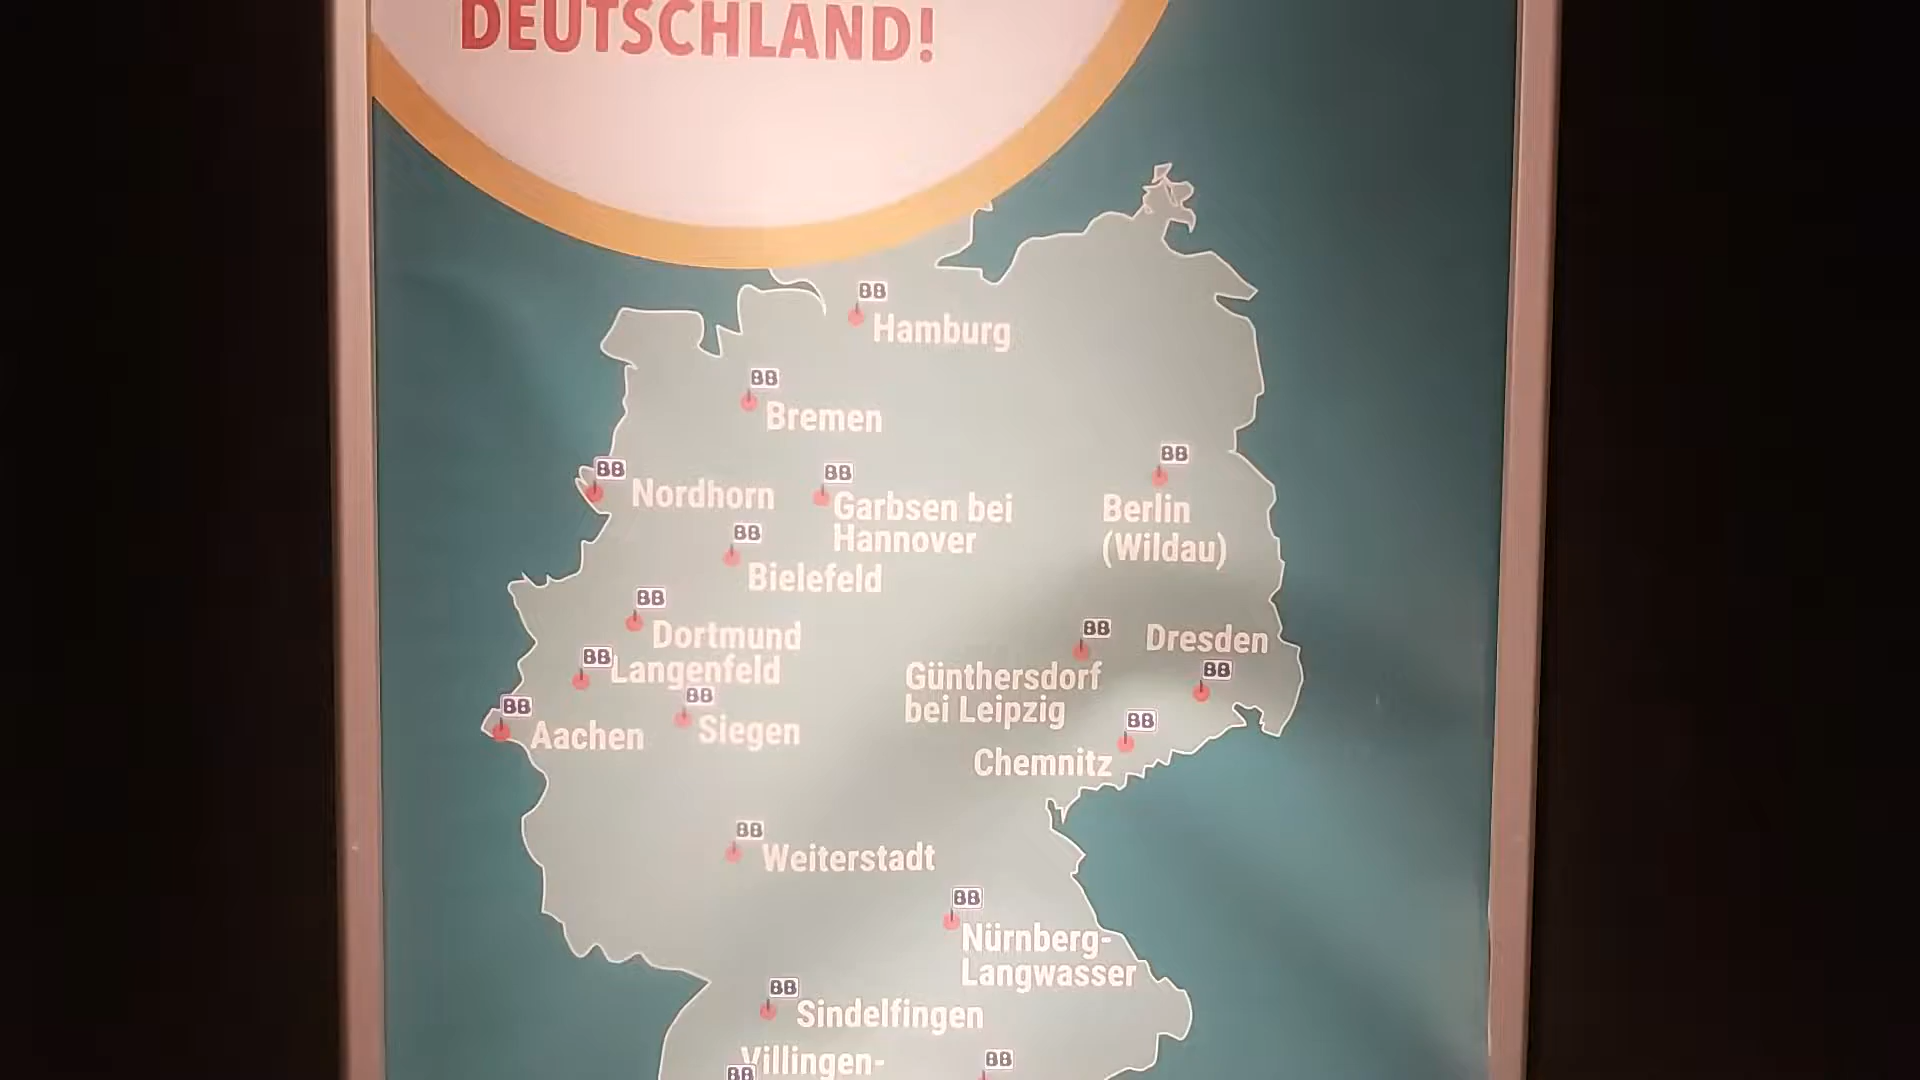 DEUTSCHLAND!
BB
Hamburg
BB
Bremen
BB
Nordhorn
BB
Garbsen bei
Hannover
BB
Berlin
(Wildau)
BB
Bielefeld
BB
Dortmund
BB
Langenfeld
BB
Siegen
BB
Aachen
BB
Günthersdorf
bei Leipzig
Dresden
BB
BB
Chemnitz
BB
Weiterstadt
BB
Nürnberg-
Langwasser
BB
Sindelfingen
Villingen-
BB
BB